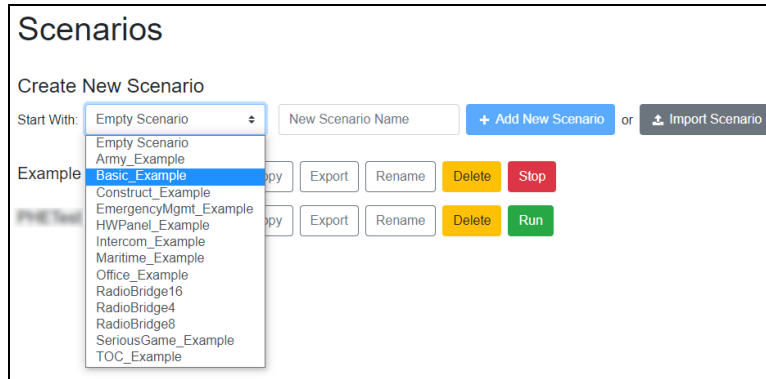 Scenarios
Create New Scenario
Start With: Empty Scenario New Scenario Name + Add New Scenario or Import Scenario
Empty Scenario
Army_Example
Example Basic_Example py Export Rename Delete Stop
Construct_Example
EmergencyMgmt_Example
HWPanel_Example py Export Rename Delete Run
Intercom_Example
Maritime_Example
Office_Example
RadioBridge16
RadioBridge4
RadioBridge8
SeriousGame_Example
TOC_Example